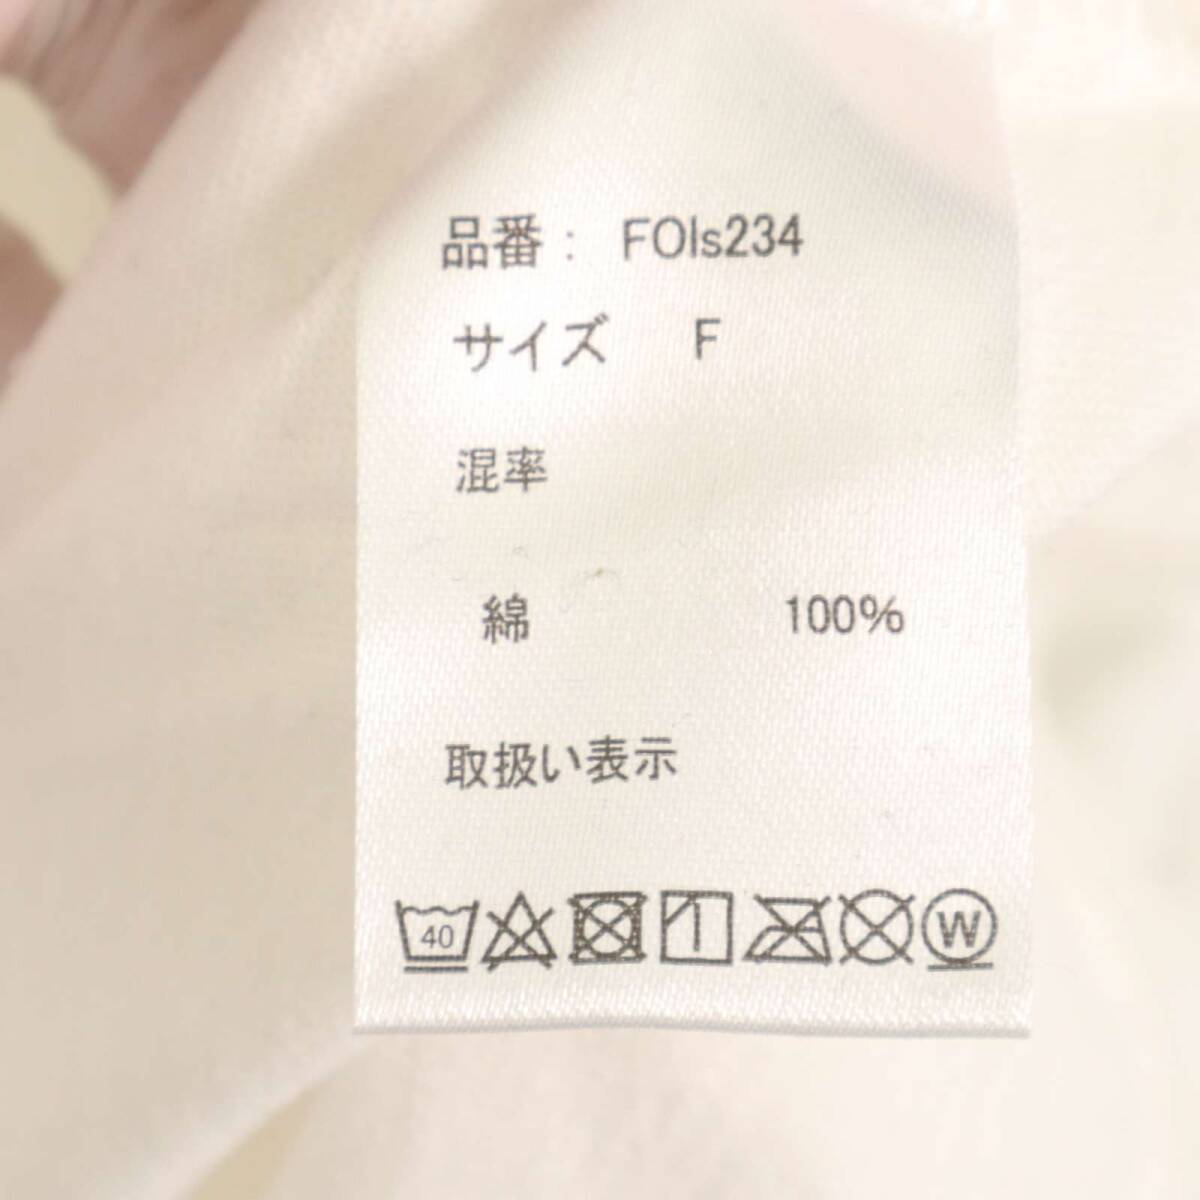 品番： FOls234
サイズ F
混率
綿 100%
取扱い表示
40 W